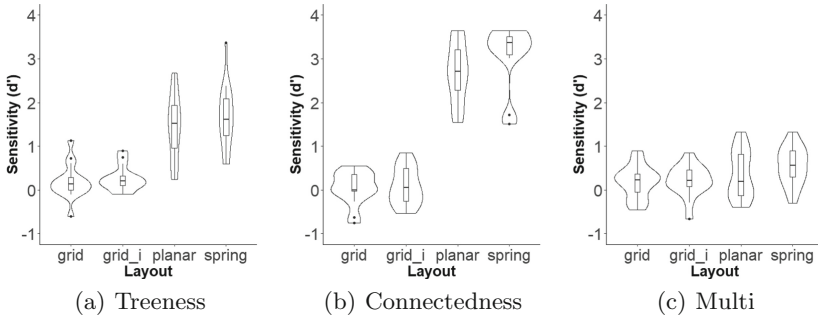 Sensitivity (d')
4
3
2
1
0
-1
grid grid_i planar spring
Layout
(a) Treeness
Sensitivity (d')
4
3
2
1
0
-1
grid grid_i planar spring
Layout
(b) Connectedness
Sensitivity (d')
4
3
2
1
0
-1
grid grid_i planar spring
Layout
(c) Multi